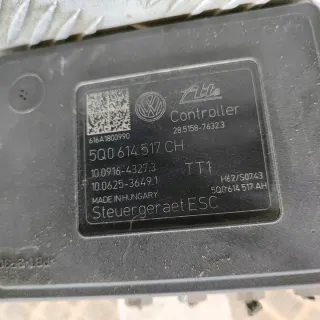 Ate
Controller
28.5158-7632.3
616A1800990
5Q0 614 517 CH
10.0916-4327.3
TT1
10.0625-3649.1
H62/S0743
MADE IN HUNGARY
5Q0 614 517 AH
Steuergeraet ESC